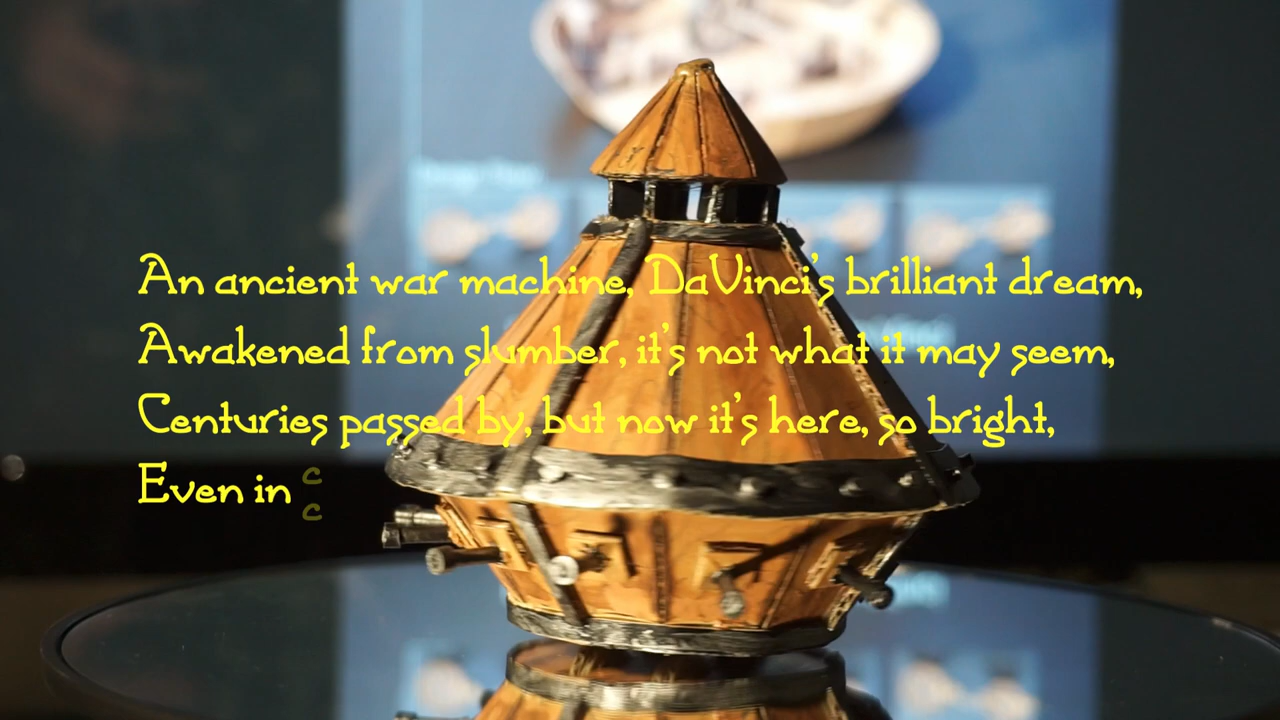 An ancient war machine, DaVinci's brilliant dream,
Awakened from slumber, it's not what it may seem,
Centuries passed by, but now it's here, so bright,
Even in